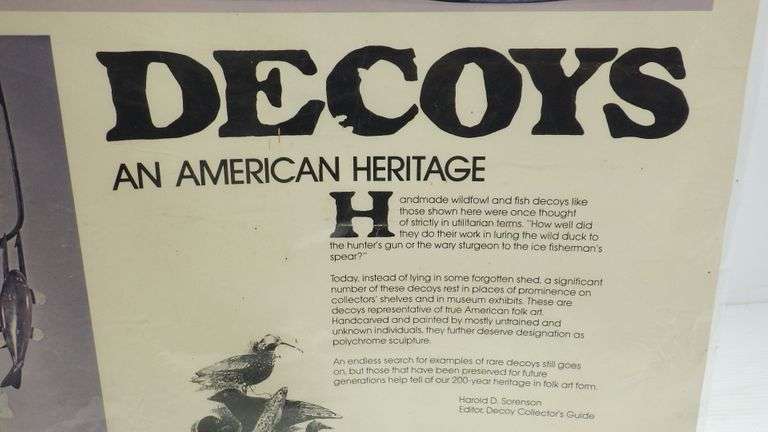 DECOYS
AN AMERICAN HERITAGE
Handmade wildfowl and fish decoys like
those shown here were once thought
of strictly in utilitarian terms. "How well did
they do their work in luring the wild duck to
the hunter's gun or the wary sturgeon to the ice fisherman's
spear?"
Today, instead of lying in some forgotten shed, a significant
number of these decoys rest in places of prominence on
collectors' shelves and in museum exhibits. These are
decoys representative of true American folk art.
Handcarved and painted by mostly untrained and
unknown individuals, they further deserve designation as
polychrome sculpture.
An endless search for examples of rare decoys still goes
on, but those that have been preserved for future
generations help tell of our 200-year heritage in folk art form.
Harold D. Sorenson
Editor, Decoy Collector's Guide